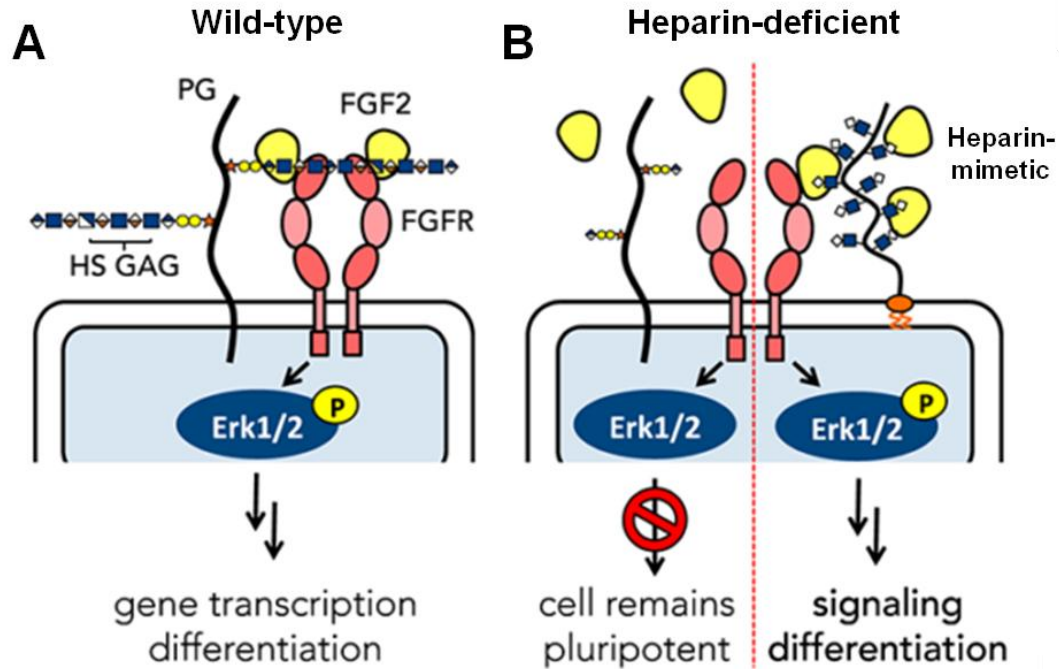 A
Wild-type
PG
FGF2
FGFR
HS GAG
Erk1/2
P
gene transcription
differentiation
B
Heparin-deficient
Heparin-
mimetic
Erk1/2
cell remains
pluripotent
Erk1/2
P
signaling
differentiation